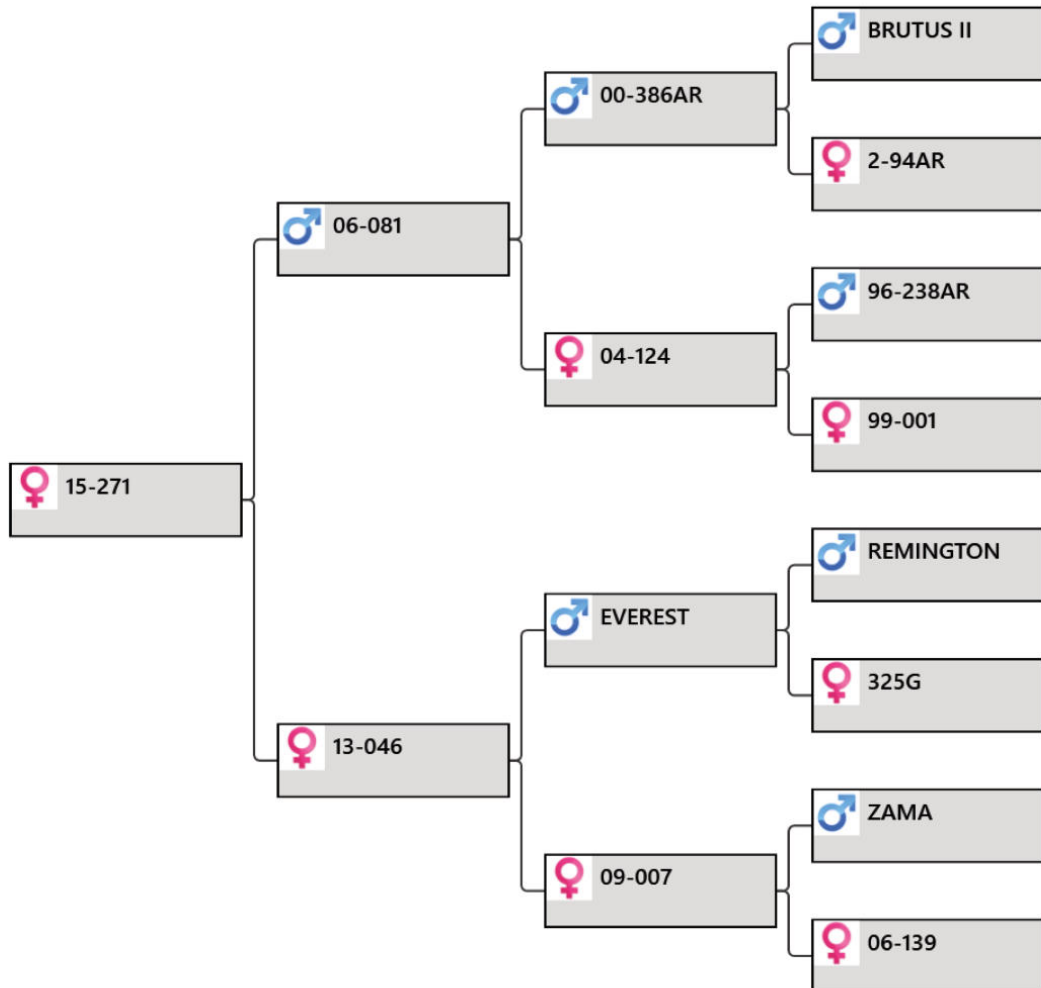 BRUTUS II
00-386AR
2-94AR
06-081
96-238AR
04-124
99-001
15-271
REMINGTON
EVEREST
325G
13-046
ZAMA
09-007
06-139